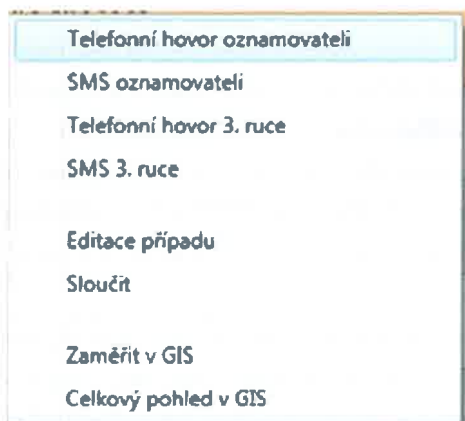 Telefonní hovor oznamovateli
SMS oznamovateli
Telefonní hovor 3. ruce
SMS 3. ruce
Editace případu
Sloučit
Zaměřit v GIS
Celkový pohled v GIS